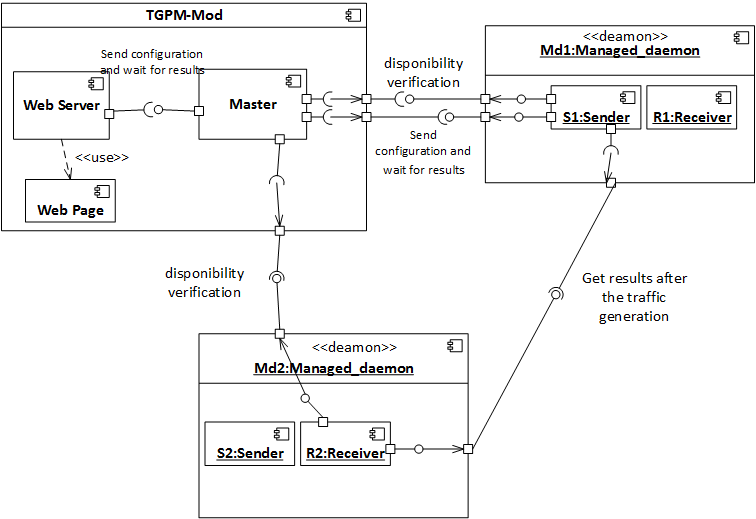 TGPM-Mod
Send configuration
and wait for results
Web Server
Master
<<use>>
Web Page
disponibility
verification
Send
configuration and
wait for results
<<deamon>>
Md1:Managed_daemon
S1:Sender
R1:Receiver
disponibility
verification
Get results after
the traffic
generation
<<deamon>>
Md2:Managed_daemon
S2:Sender
R2:Receiver